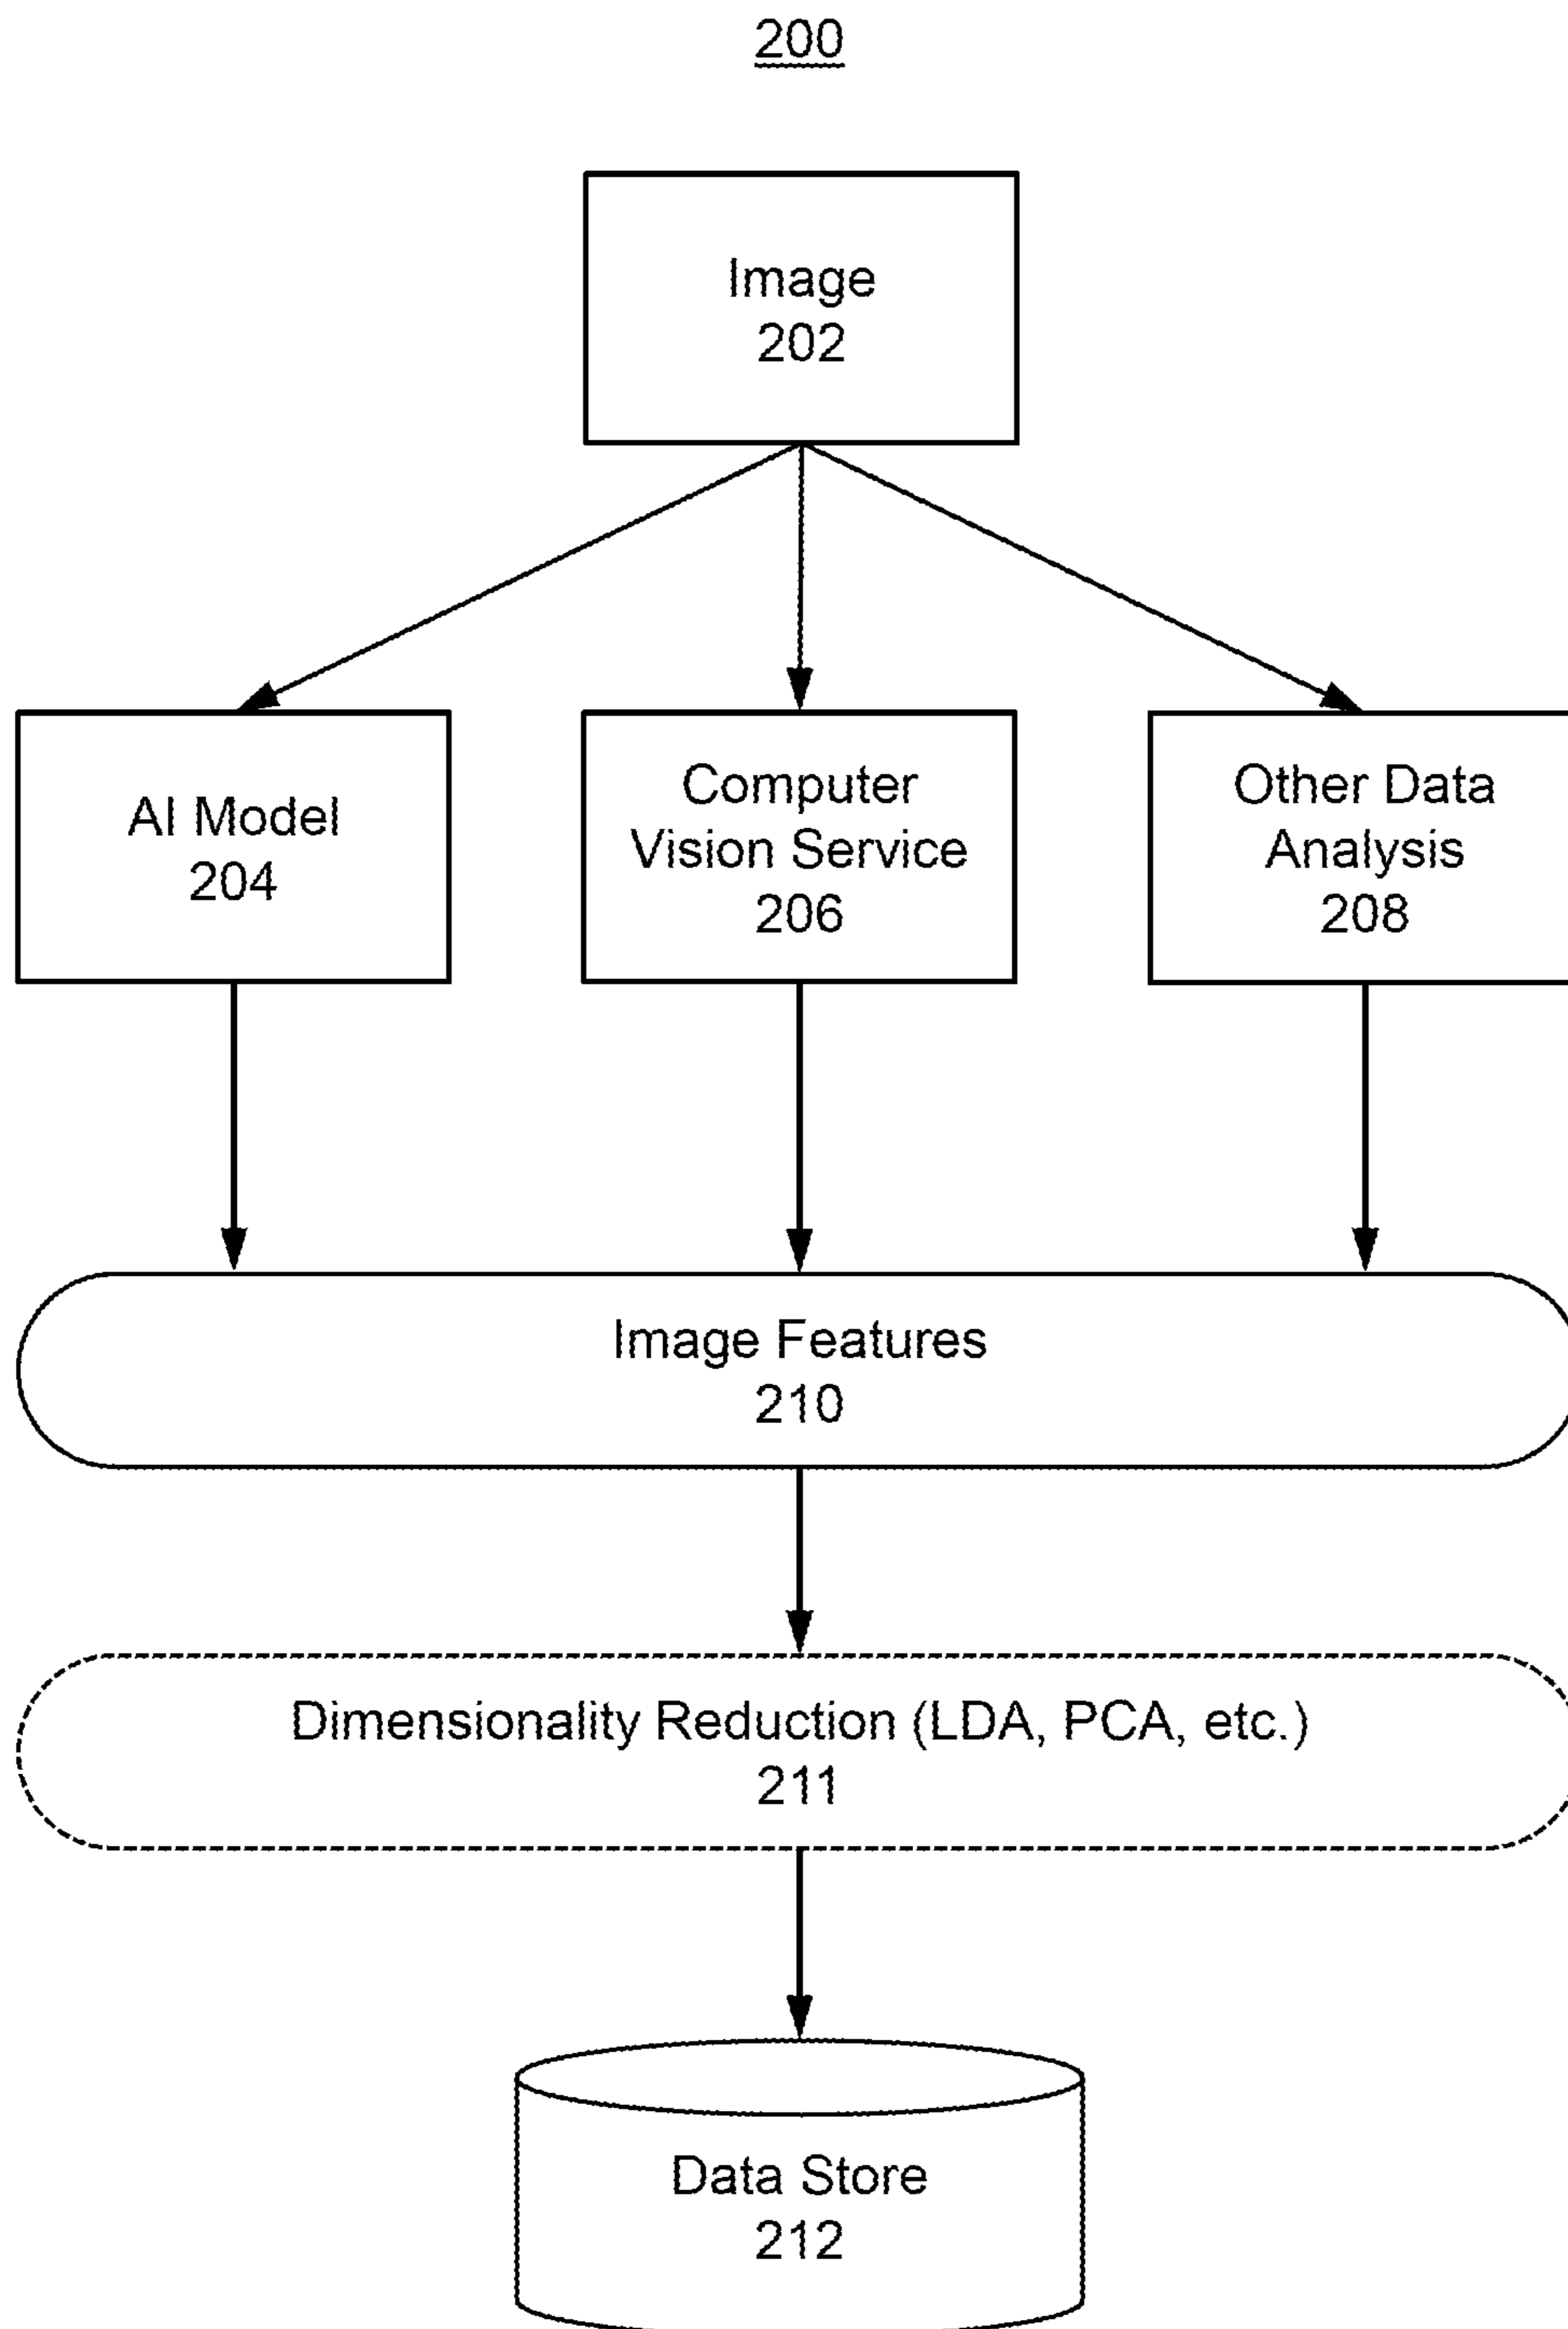 200
Image
202
AI Model
204
Computer
Vision Service
206
Other Data
Analysis
208
Image Features
210
Dimensionality Reduction (LDA, PCA, etc.)
211
Data Store
212